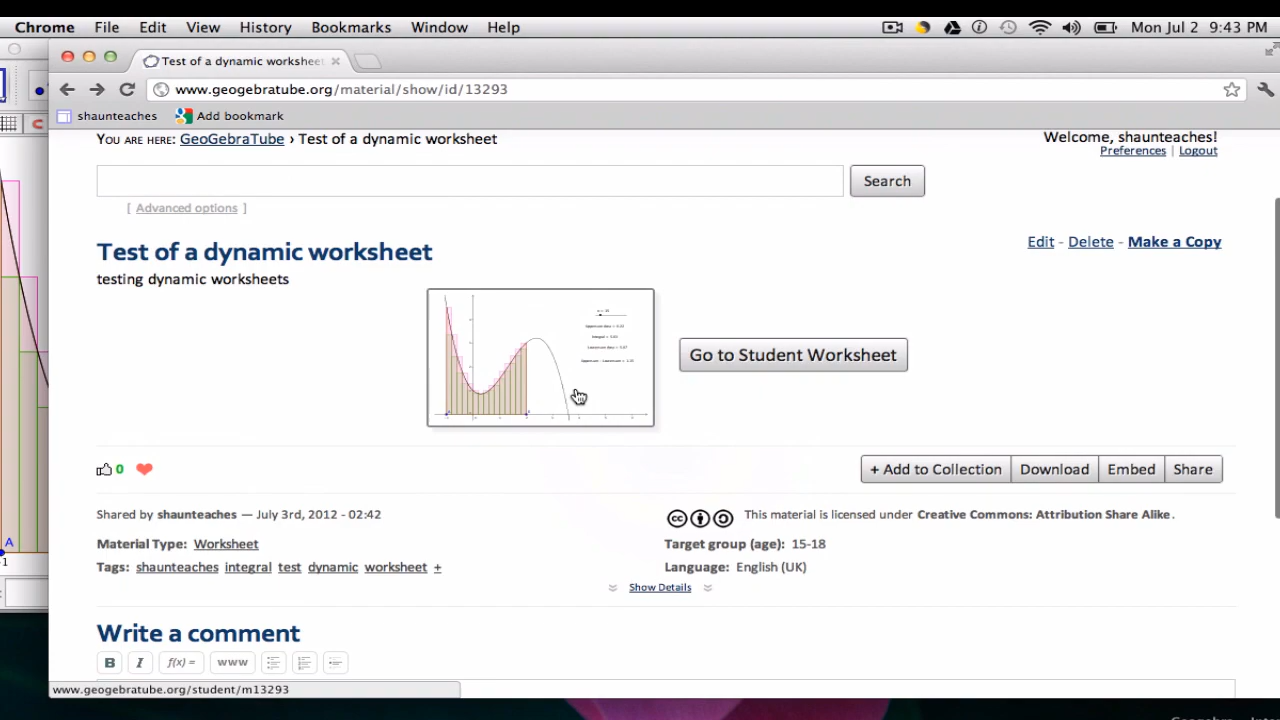 Chrome File Edit View History Bookmarks Window Help Mon Jul 2 9:43 PM
Test of a dynamic workshee
www.geogebratube.org/material/show/id/13293
shaunteaches Add bookmark
YOU ARE HERE: GeoGebraTube › Test of a dynamic worksheet
Welcome, shaunteaches!
Preferences | Logout
Search
[ Advanced options ]
Test of a dynamic worksheet
Edit - Delete - Make a Copy
testing dynamic worksheets
Go to Student Worksheet
0
+ Add to Collection Download Embed Share
Shared by shaunteaches — July 3rd, 2012 - 02:42
This material is licensed under Creative Commons: Attribution Share Alike.
Material Type: Worksheet
Target group (age): 15-18
Tags: shaunteaches integral test dynamic worksheet +
Language: English (UK)
Show Details
Write a comment
B I f(x) = www
www.geogebratube.org/student/m13293
A
-1